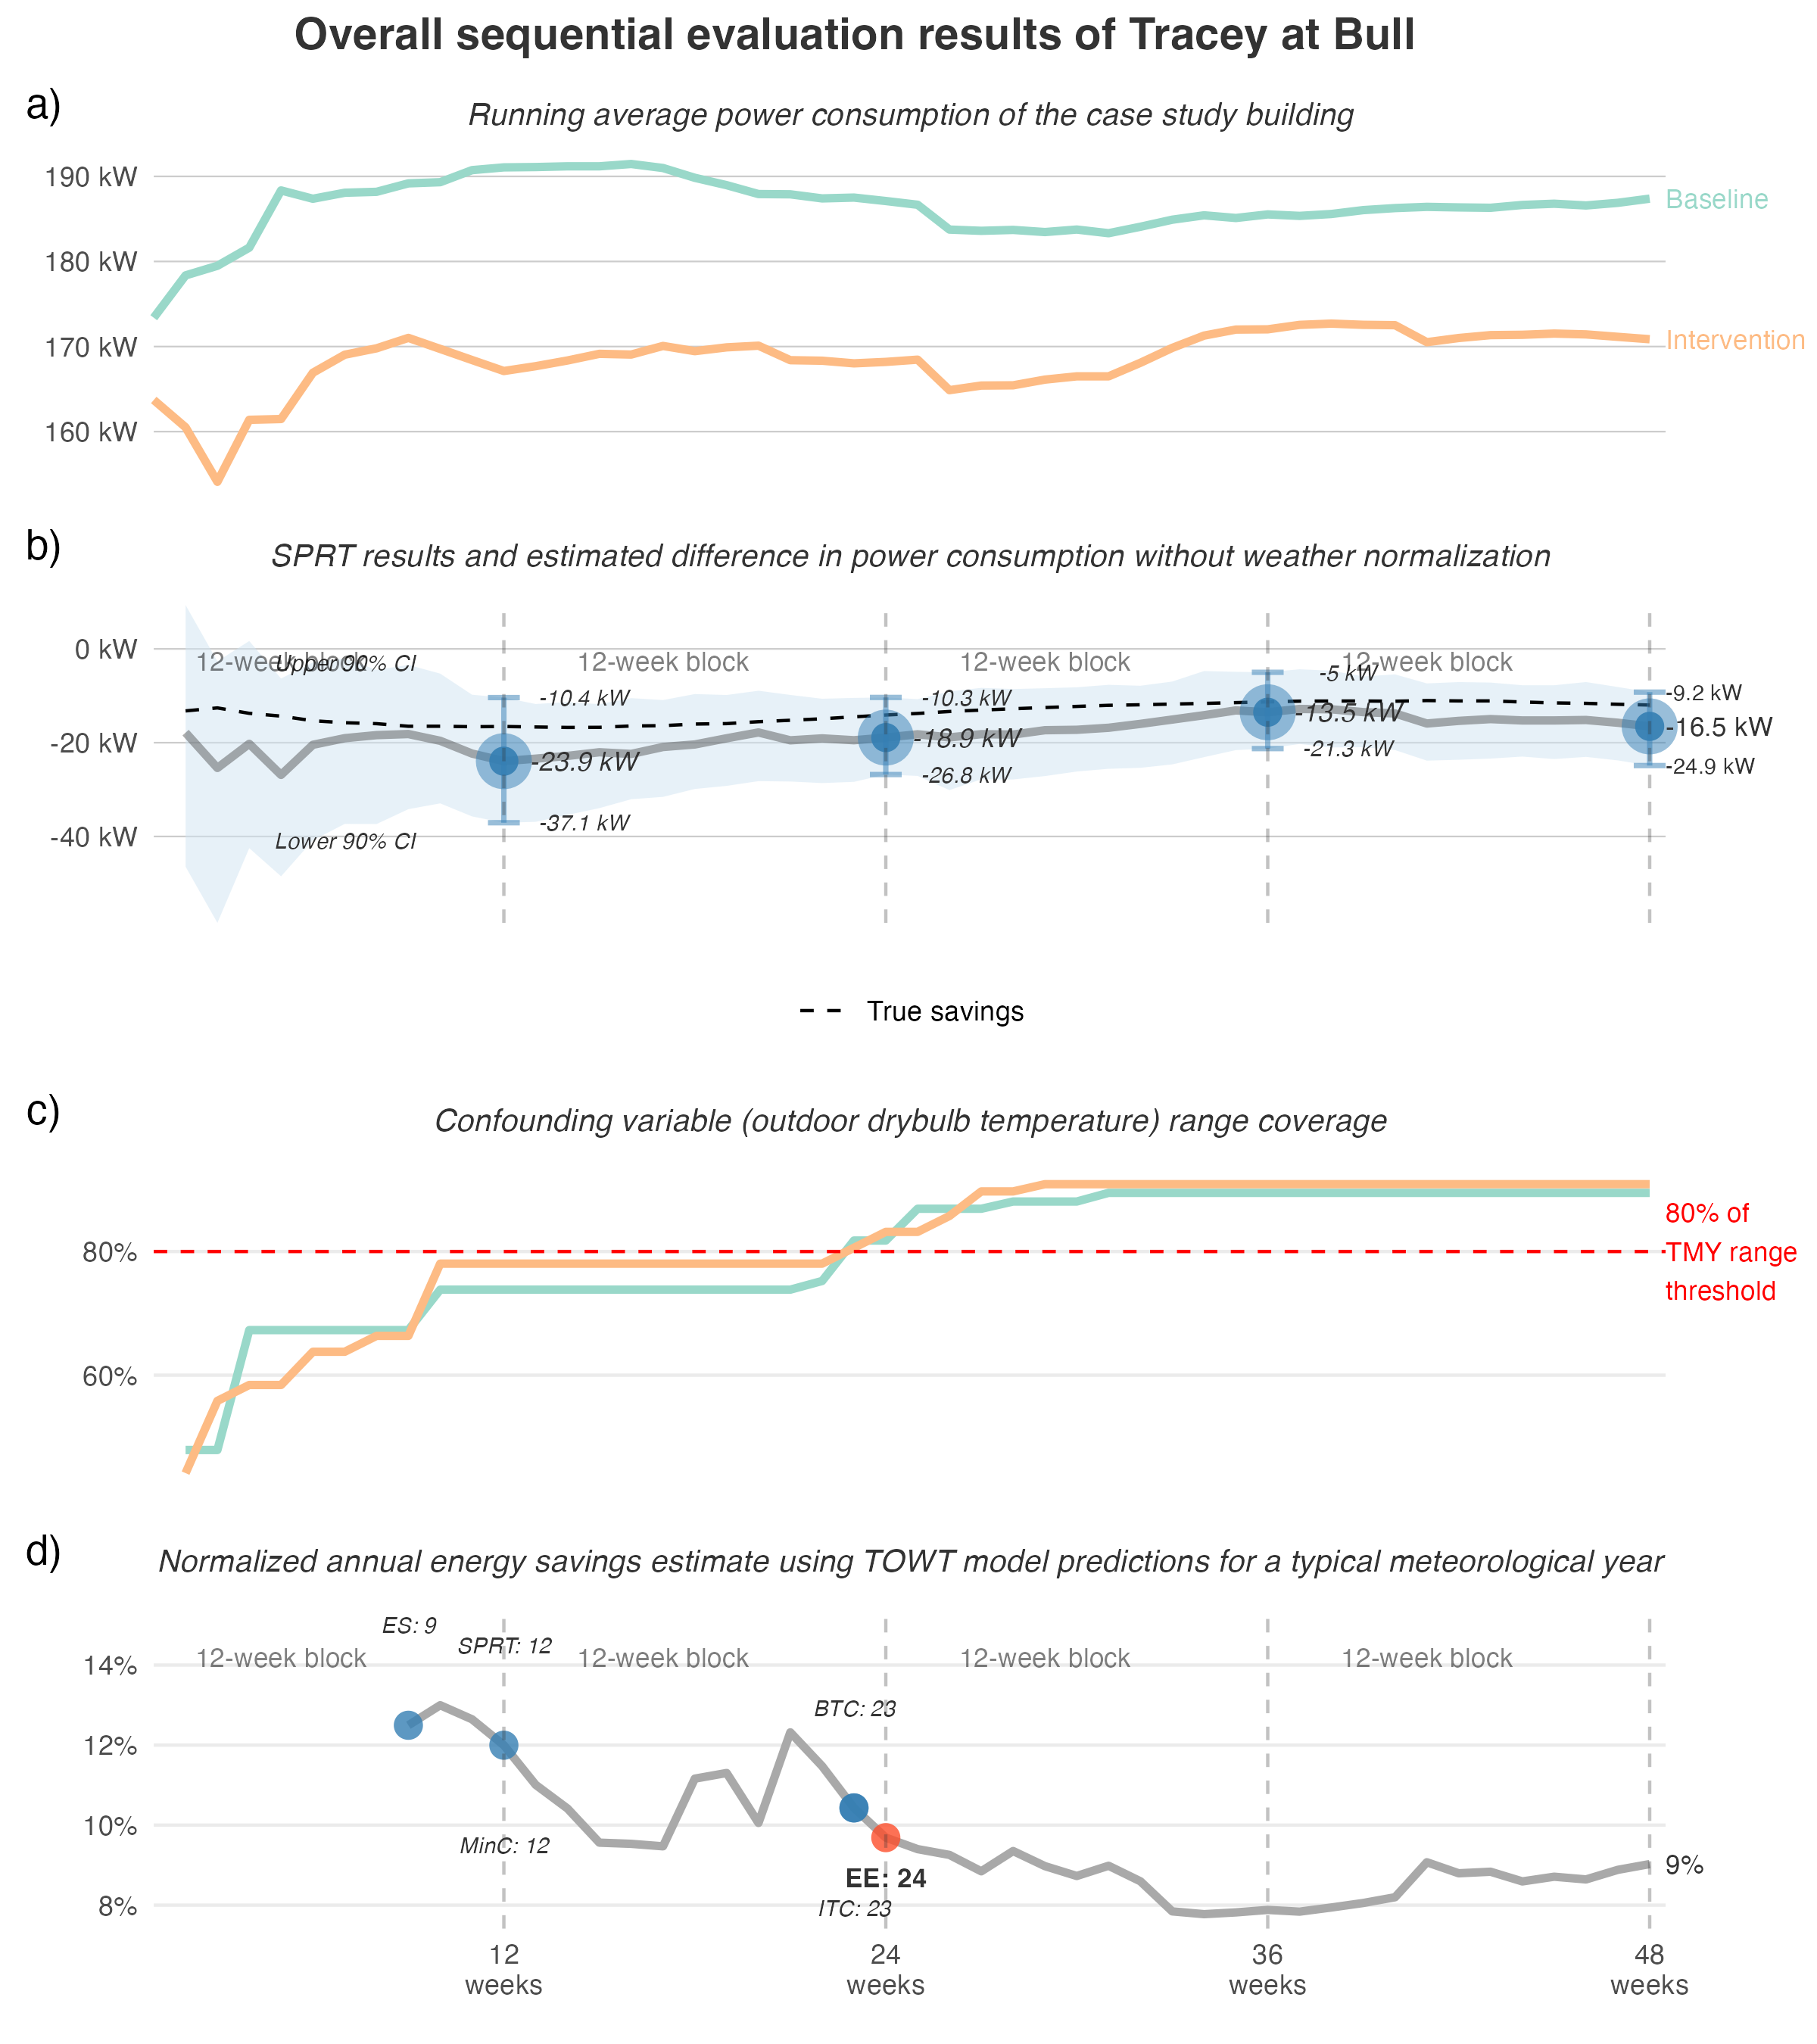 Overall sequential evaluation results of Tracey at Bull
a)
Running average power consumption of the case study building
190 kW
180 kW
170 kW
160 kW
Baseline
Intervention
b)
SPRT results and estimated difference in power consumption without weather normalization
0 kW
-20 kW
-40 kW
12-week block
12-week block
12-week block
12-week block
Upper 90% CI
Lower 90% CI
-10.4 kW
-23.9 kW
-37.1 kW
-10.3 kW
-18.9 kW
-26.8 kW
-5 kW
-13.5 kW
-21.3 kW
-9.2 kW
-16.5 kW
-24.9 kW
True savings
c)
Confounding variable (outdoor drybulb temperature) range coverage
80%
60%
80% of
TMY range
threshold
d)
Normalized annual energy savings estimate using TOWT model predictions for a typical meteorological year
14%
12%
10%
8%
12-week block
12-week block
12-week block
12-week block
ES: 9
SPRT: 12
MinC: 12
BTC: 23
EE: 24
ITC: 23
9%
12
weeks
24
weeks
36
weeks
48
weeks